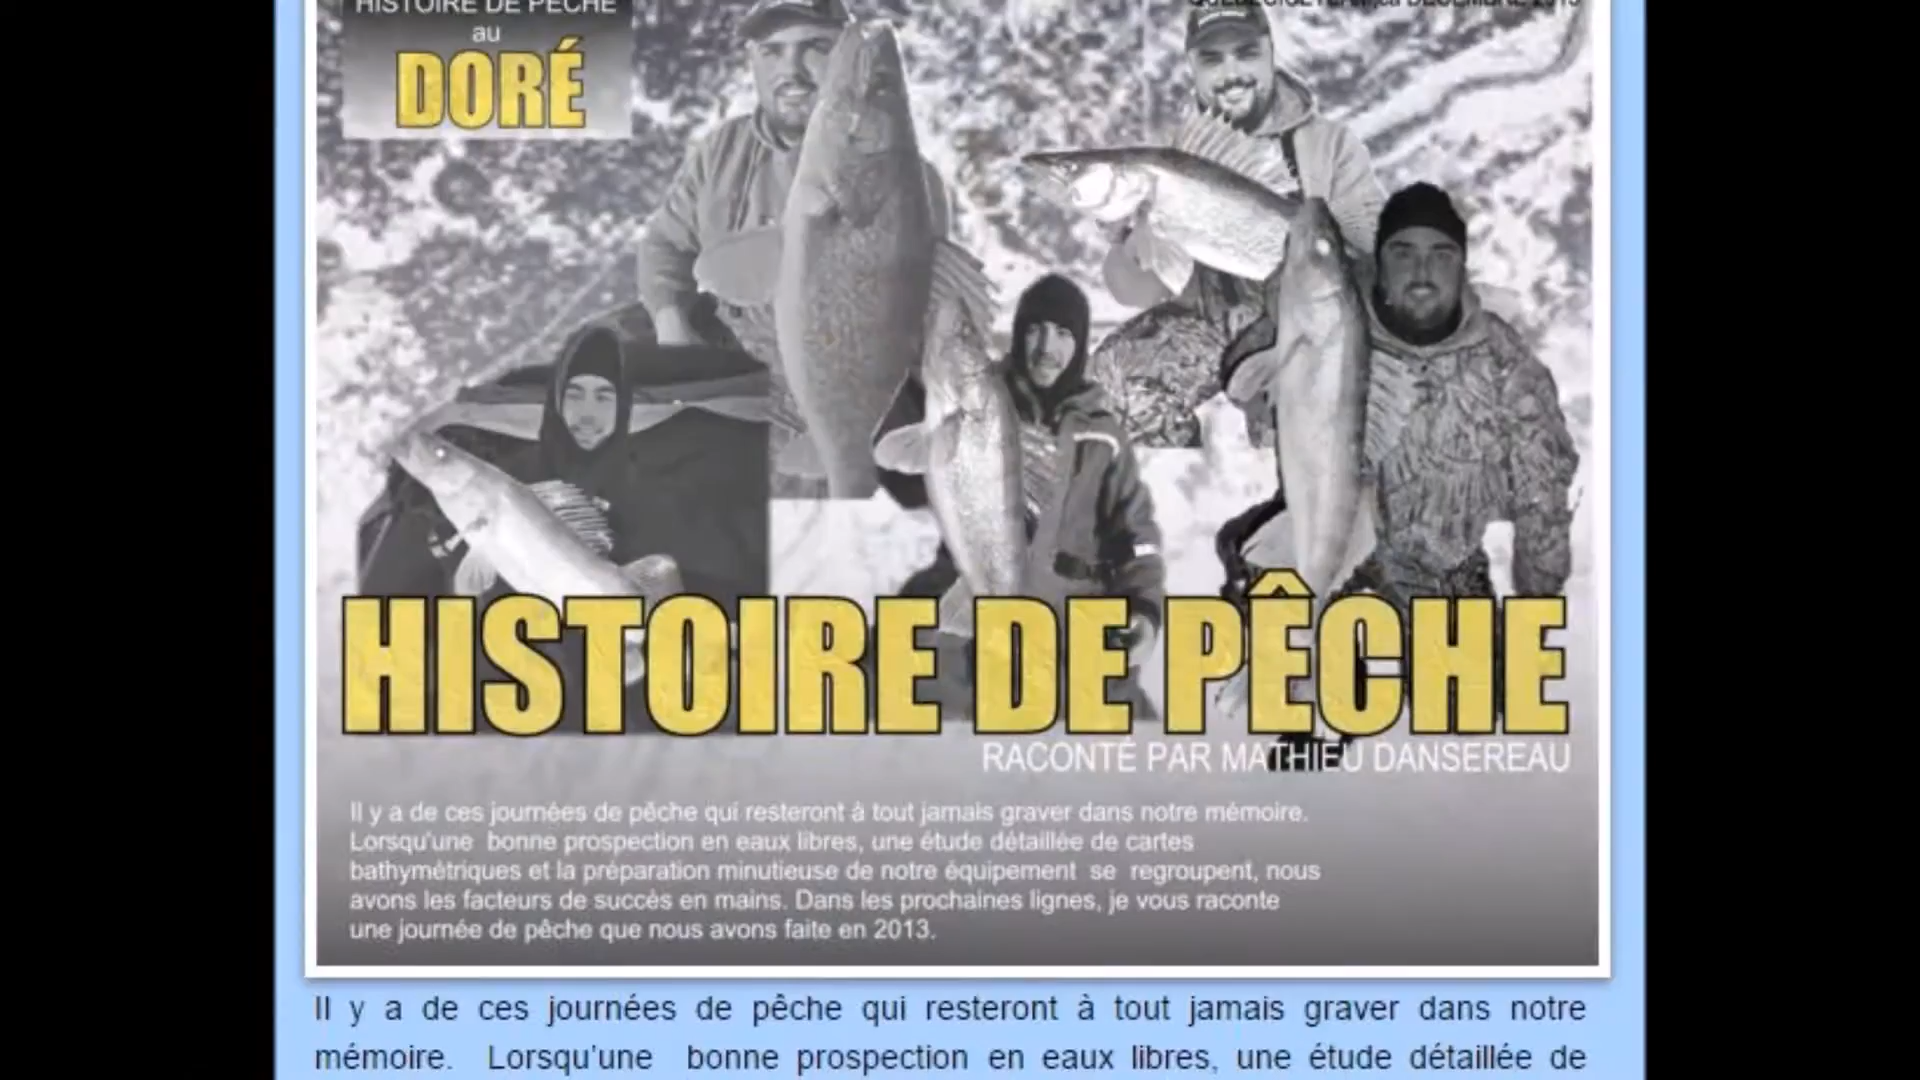 HISTOIRE DE PÊCHE
au
DORÉ
DÉCEMBRE 2013
HISTOIRE DE PÊCHE
RACONTÉ PAR MATHIEU DANSEREAU
Il y a de ces journées de pêche qui resteront à tout jamais graver dans notre mémoire.
Lorsqu'une bonne prospection en eaux libres, une étude détaillée de cartes
bathymétriques et la préparation minutieuse de notre équipement se regroupent, nous
avons les facteurs de succès en mains. Dans les prochaines lignes, je vous raconte
une journée de pêche que nous avons faite en 2013.
Il y a de ces journées de pêche qui resteront à tout jamais graver dans notre
mémoire. Lorsqu'une bonne prospection en eaux libres, une étude détaillée de